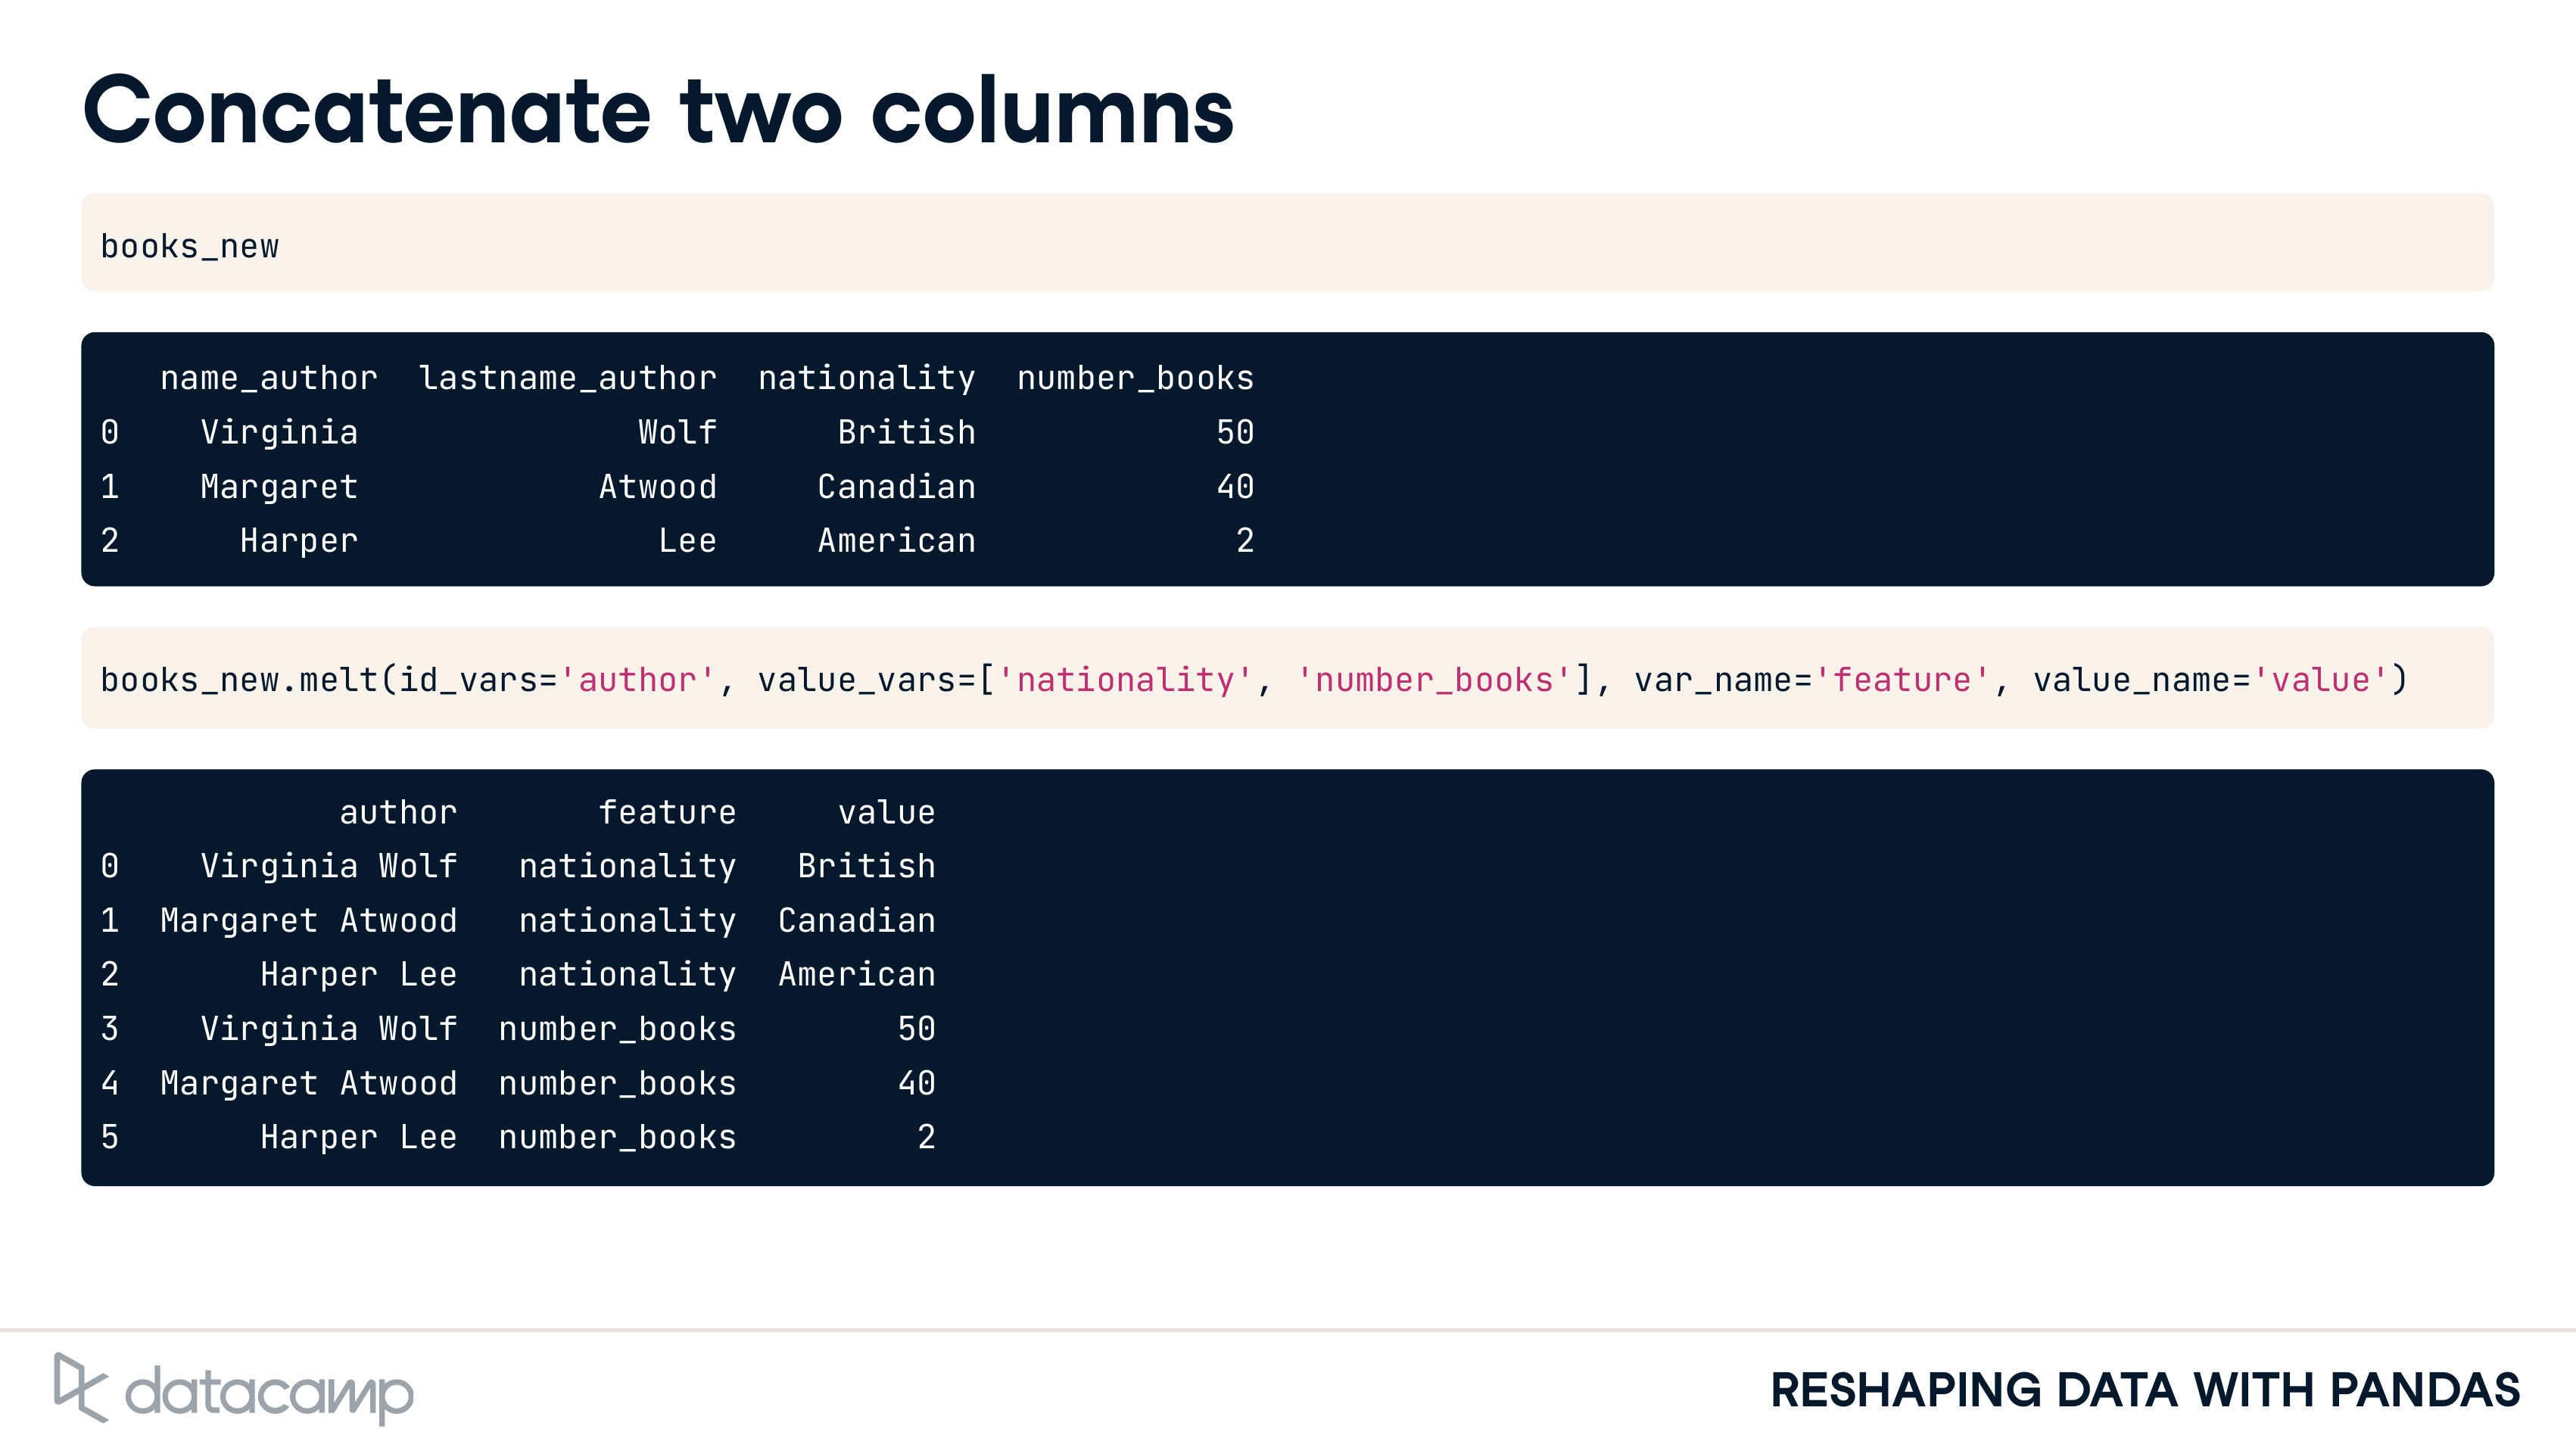 Concatenate two columns
books_new
name_author lastname_author nationality number_books
0 Virginia Wolf British 50
1 Margaret Atwood Canadian 40
2 Harper Lee American 2
books_new.melt(id_vars='author', value_vars=['nationality', 'number_books'], var_name='feature', value_name='value')
author feature value
0 Virginia Wolf nationality British
1 Margaret Atwood nationality Canadian
2 Harper Lee nationality American
3 Virginia Wolf number_books 50
4 Margaret Atwood number_books 40
5 Harper Lee number_books 2
datacamp
RESHAPING DATA WITH PANDAS